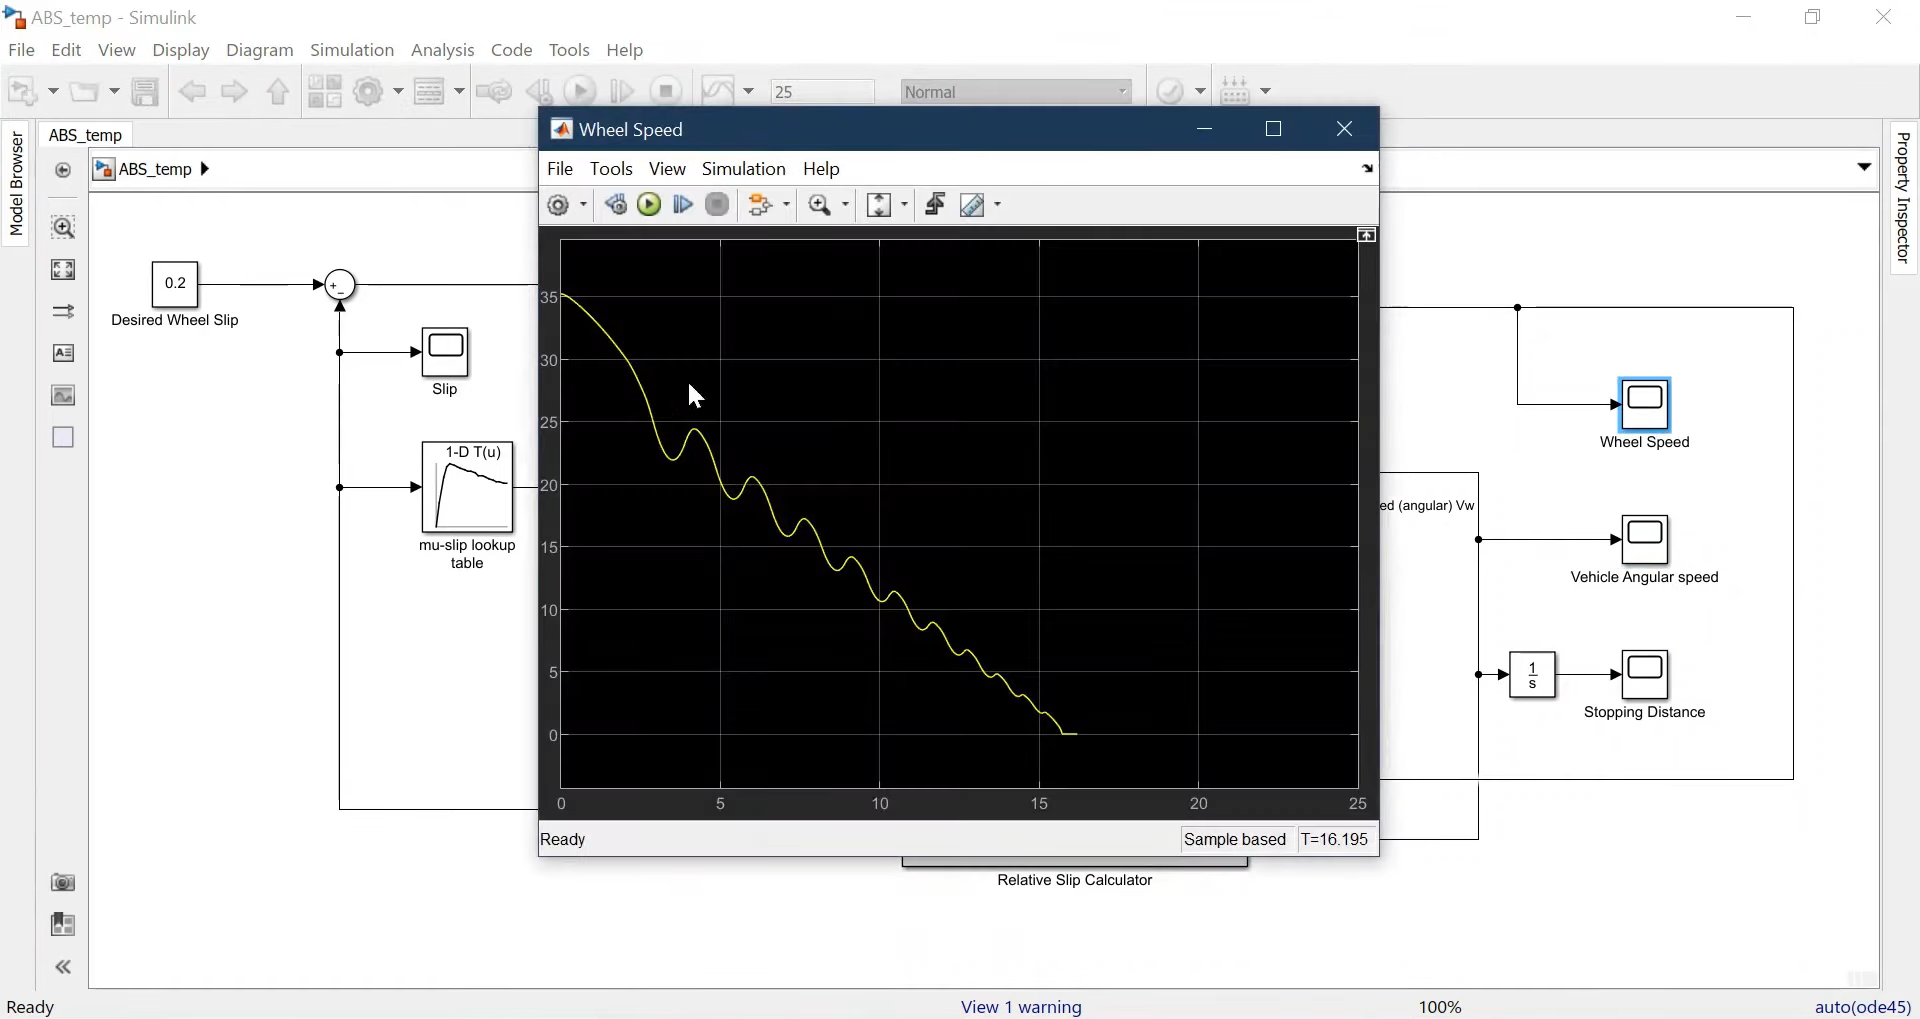 ABS_temp - Simulink
File Edit View Display Diagram Simulation Analysis Code Tools Help
25 Normal
Model Browser
ABS_temp
ABS_temp
Property Inspector
Wheel Speed
File Tools View Simulation Help
35
30
25
20
15
10
5
0
0 5 10 15 20 25
Ready Sample based T=16.195
0.2
Desired Wheel Slip
+
-
Slip
1-D T(u)
mu-slip lookup
table
Wheel Speed
ed (angular) Vw
Vehicle Angular speed
1
s
Stopping Distance
Relative Slip Calculator
Ready View 1 warning 100% auto(ode45)